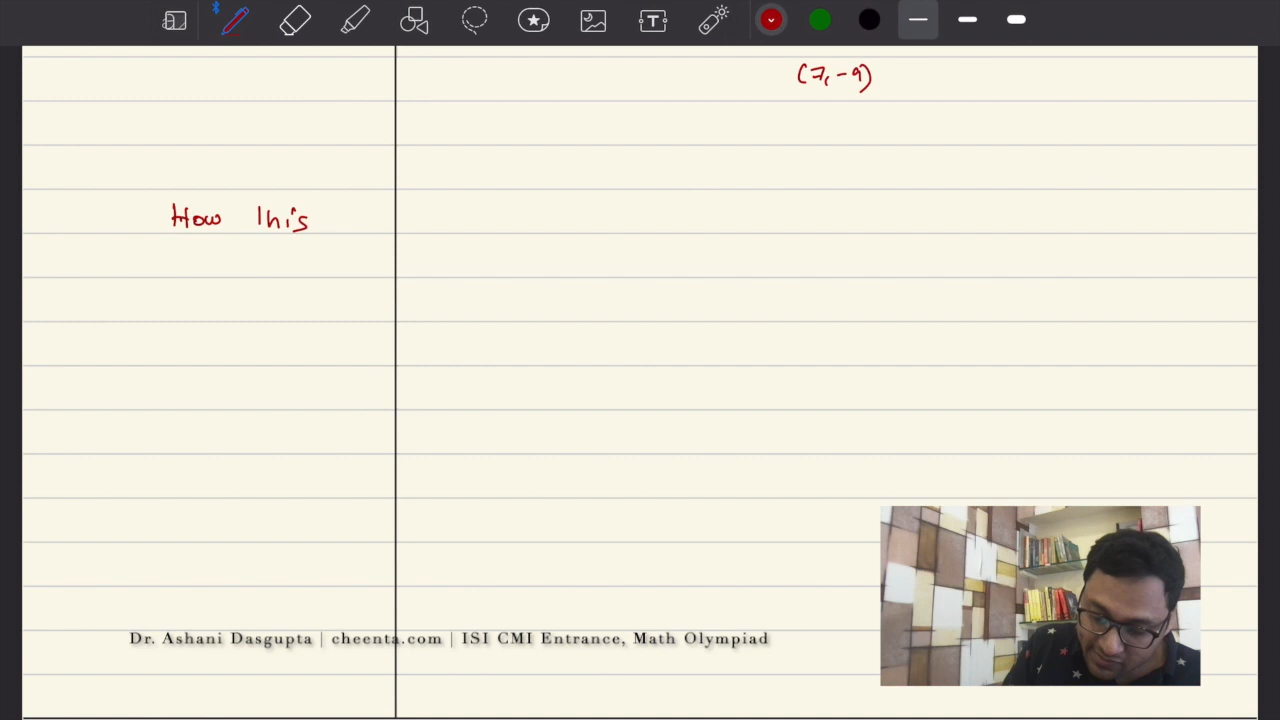 (7, -9)
How this
Dr. Ashani Dasgupta | cheenta.com | ISI CMI Entrance, Math Olympiad